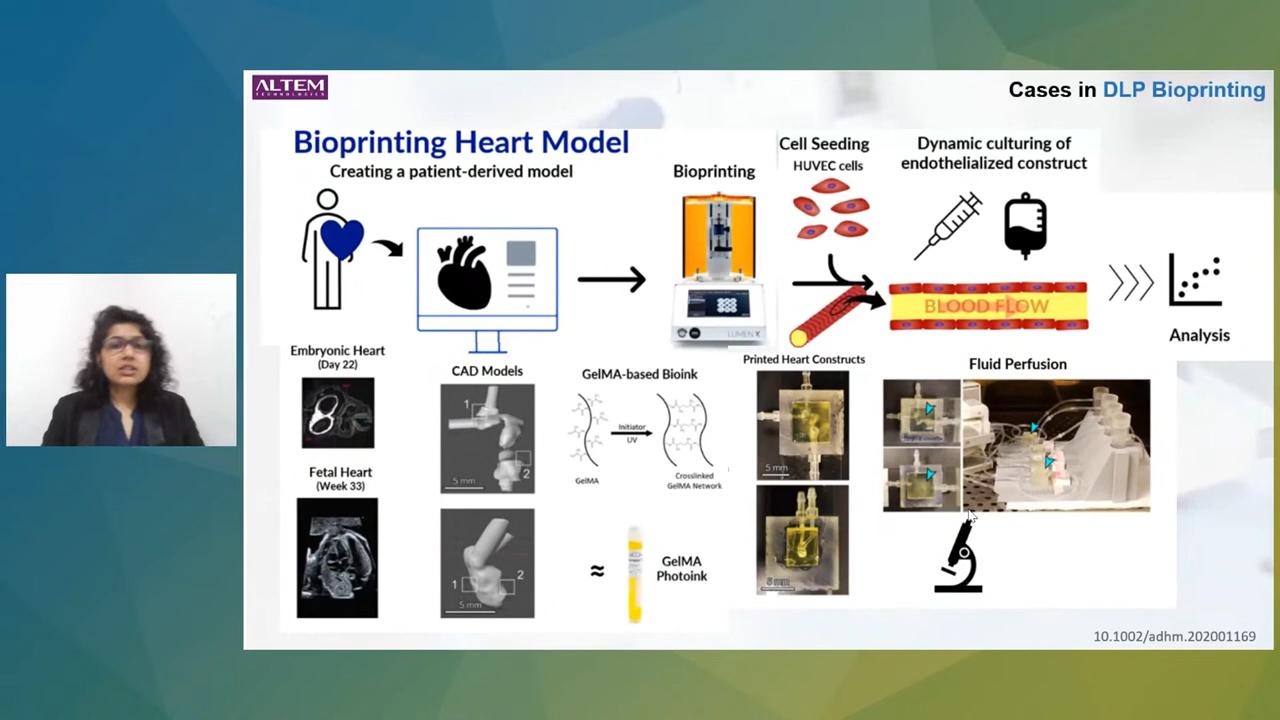 ALTEM
TECHNOLOGIES
Cases in DLP Bioprinting
Bioprinting Heart Model
Creating a patient-derived model
Bioprinting
LUMEN X
Cell Seeding
HUVEC cells
Dynamic culturing of
endothelialized construct
BLOOD FLOW
Analysis
Embryonic Heart
(Day 22)
Fetal Heart
(Week 33)
CAD Models
1
2
5 mm
1
2
5 mm
GelMA-based Bioink
Initiator
UV
GelMA
Crosslinked
GelMA Network
≈
GelMA
Photoink
Printed Heart Constructs
5 mm
5 mm
Fluid Perfusion
10.1002/adhm.202001169